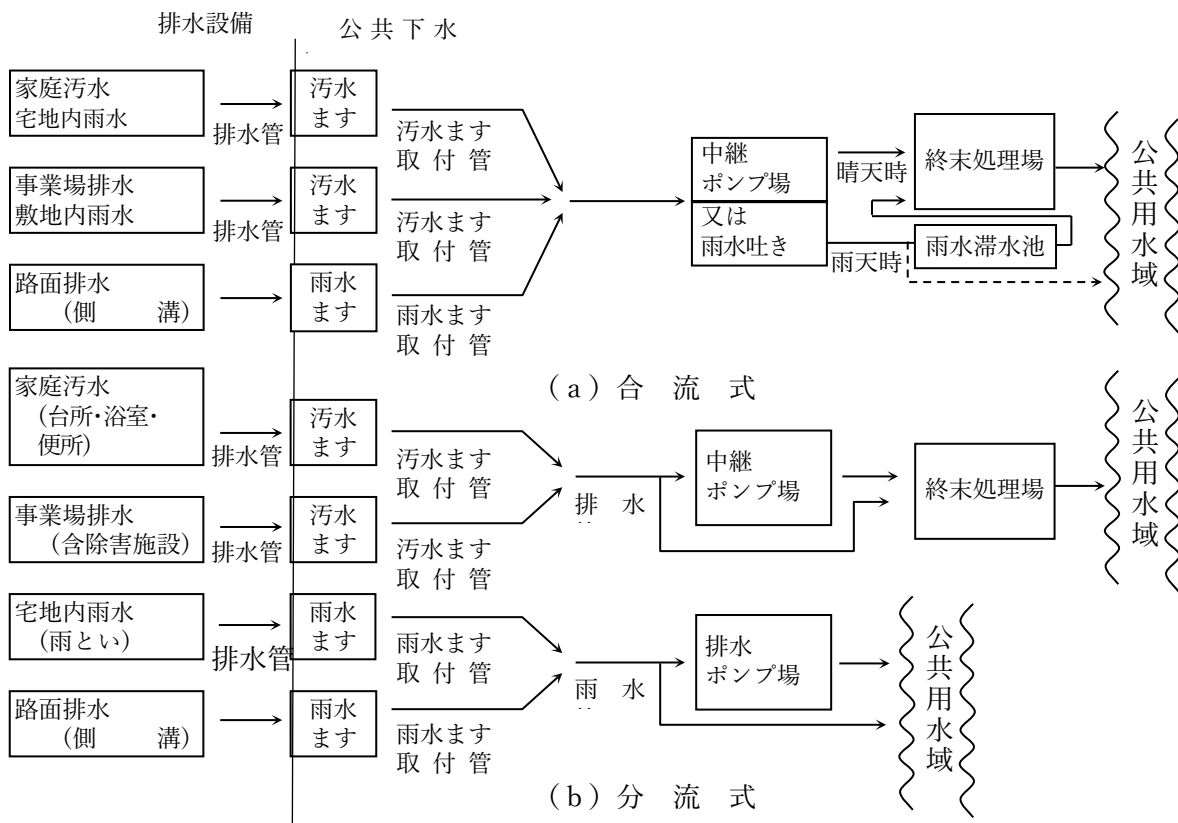 排水設備
公共下水
家庭汚水
宅地内雨水
排水管
汚水
ます
汚水ます
取付管
事業場排水
敷地内雨水
排水管
汚水
ます
汚水ます
取付管
路面排水
(側 溝)
雨水
ます
雨水ます
取付管
中継
ポンプ場
又は
雨水吐き
晴天時
雨天時
終末処理場
雨水滞水池
公共用水域
(a)合 流 式
家庭汚水
(台所・浴室・
便所)
排水管
汚水
ます
汚水ます
取付管
事業場排水
(含除害施設)
排水管
汚水
ます
汚水ます
取付管
排 水
中継
ポンプ場
終末処理場
公共用水域
宅地内雨水
(雨とい)
排水管
雨水
ます
雨水ます
取付管
路面排水
(側 溝)
雨水
ます
雨水ます
取付管
雨 水
排水
ポンプ場
公共用水域
(b)分 流 式